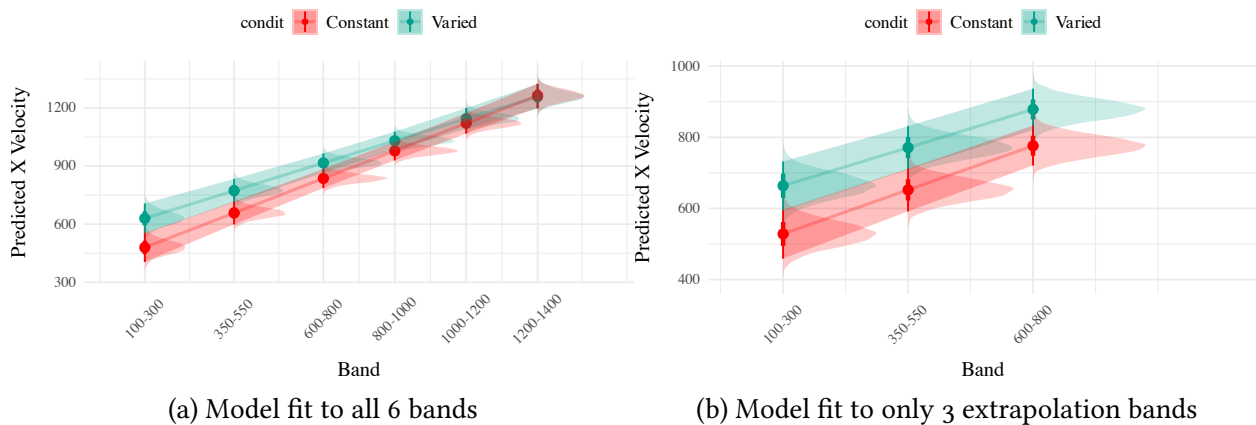 condit Constant Varied
Predicted X Velocity
1200
900
600
300
100-300
350-550
600-800
800-1000
1000-1200
1200-1400
Band
(a) Model fit to all 6 bands
condit Constant Varied
Predicted X Velocity
1000
800
600
400
100-300
350-550
600-800
Band
(b) Model fit to only 3 extrapolation bands